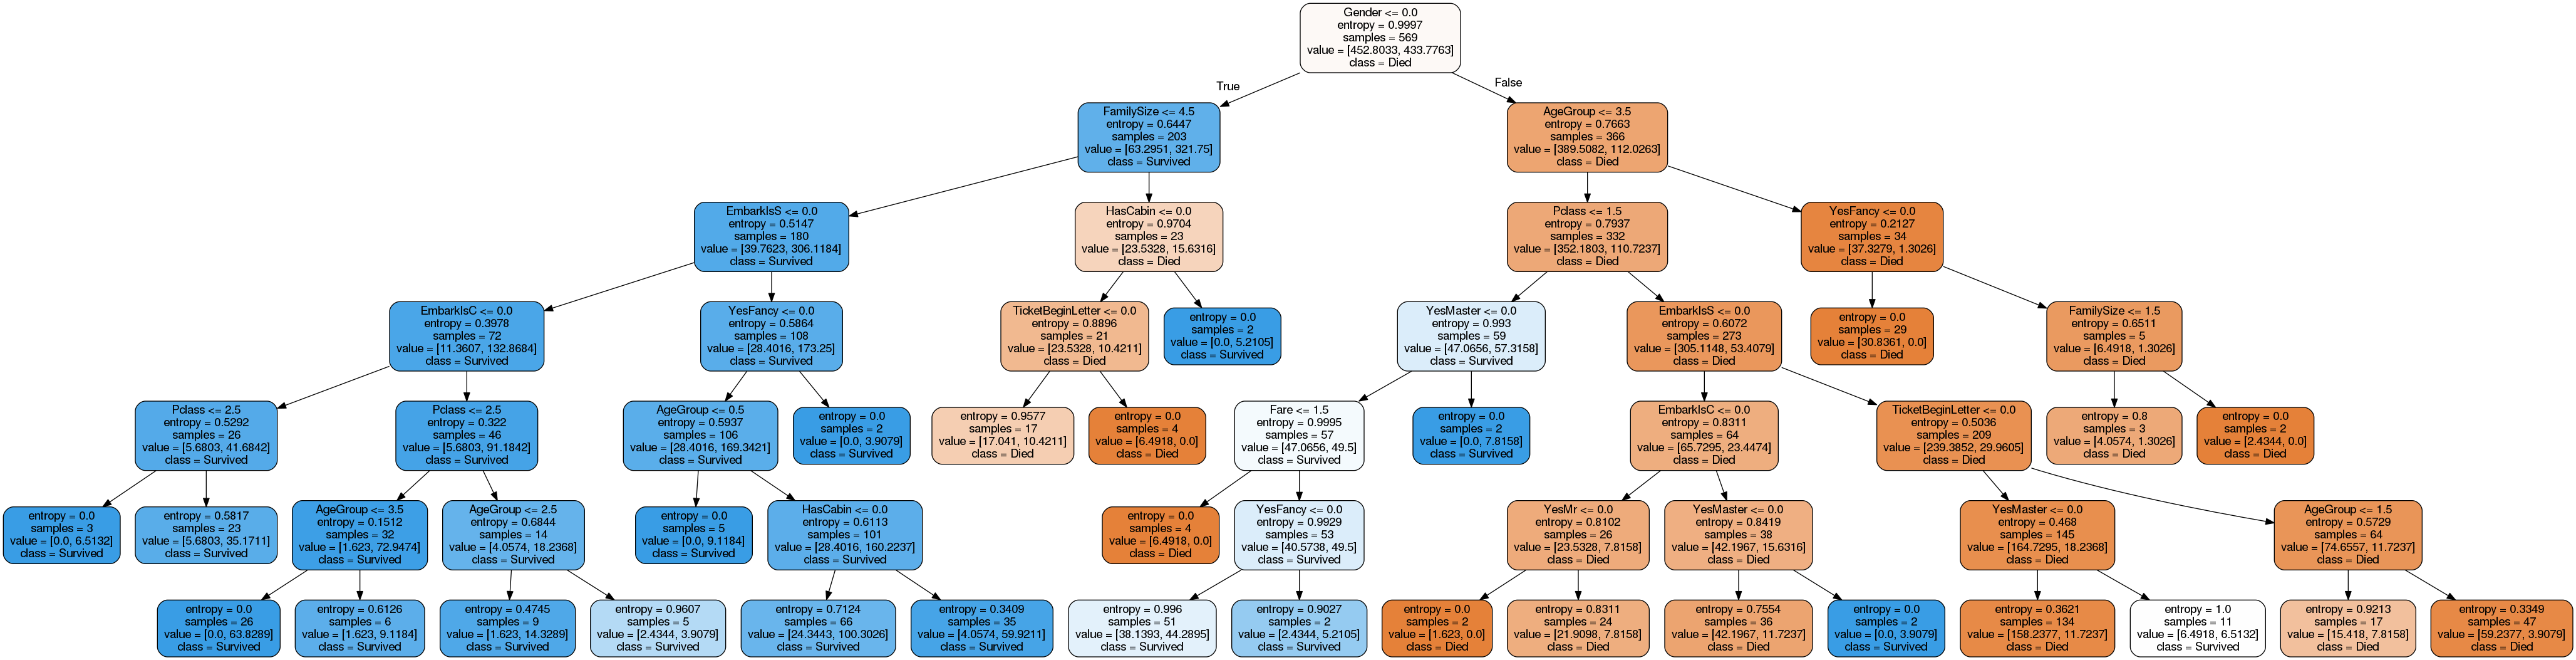 Gender <= 0.0
entropy = 0.9997
samples = 569
value = [452.8033, 433.7763]
class = Died
True
False
FamilySize <= 4.5
entropy = 0.6447
samples = 203
value = [63.2951, 321.75]
class = Survived
AgeGroup <= 3.5
entropy = 0.7663
samples = 366
value = [389.5082, 112.0263]
class = Died
EmbarkIsS <= 0.0
entropy = 0.5147
samples = 180
value = [39.7623, 306.1184]
class = Survived
HasCabin <= 0.0
entropy = 0.9704
samples = 23
value = [23.5328, 15.6316]
class = Died
Pclass <= 1.5
entropy = 0.7937
samples = 332
value = [352.1803, 110.7237]
class = Died
YesFancy <= 0.0
entropy = 0.2127
samples = 34
value = [37.3279, 1.3026]
class = Died
EmbarkIsC <= 0.0
entropy = 0.3978
samples = 72
value = [11.3607, 132.8684]
class = Survived
YesFancy <= 0.0
entropy = 0.5864
samples = 108
value = [28.4016, 173.25]
class = Survived
TicketBeginLetter <= 0.0
entropy = 0.8896
samples = 21
value = [23.5328, 10.4211]
class = Died
entropy = 0.0
samples = 2
value = [0.0, 5.2105]
class = Survived
YesMaster <= 0.0
entropy = 0.993
samples = 59
value = [47.0656, 57.3158]
class = Survived
EmbarkIsS <= 0.0
entropy = 0.6072
samples = 273
value = [305.1148, 53.4079]
class = Died
entropy = 0.0
samples = 29
value = [30.8361, 0.0]
class = Died
FamilySize <= 1.5
entropy = 0.6511
samples = 5
value = [6.4918, 1.3026]
class = Died
Pclass <= 2.5
entropy = 0.5292
samples = 26
value = [5.6803, 41.6842]
class = Survived
Pclass <= 2.5
entropy = 0.322
samples = 46
value = [5.6803, 91.1842]
class = Survived
AgeGroup <= 0.5
entropy = 0.5937
samples = 106
value = [28.4016, 169.3421]
class = Survived
entropy = 0.0
samples = 2
value = [0.0, 3.9079]
class = Survived
entropy = 0.9577
samples = 17
value = [17.041, 10.4211]
class = Died
entropy = 0.0
samples = 4
value = [6.4918, 0.0]
class = Died
Fare <= 1.5
entropy = 0.9995
samples = 57
value = [47.0656, 49.5]
class = Survived
entropy = 0.0
samples = 2
value = [0.0, 7.8158]
class = Survived
EmbarkIsC <= 0.0
entropy = 0.8311
samples = 64
value = [65.7295, 23.4474]
class = Died
TicketBeginLetter <= 0.0
entropy = 0.5036
samples = 209
value = [239.3852, 29.9605]
class = Died
entropy = 0.8
samples = 3
value = [4.0574, 1.3026]
class = Died
entropy = 0.0
samples = 2
value = [2.4344, 0.0]
class = Died
entropy = 0.0
samples = 3
value = [0.0, 6.5132]
class = Survived
entropy = 0.5817
samples = 23
value = [5.6803, 35.1711]
class = Survived
AgeGroup <= 3.5
entropy = 0.1512
samples = 32
value = [1.623, 72.9474]
class = Survived
AgeGroup <= 2.5
entropy = 0.6844
samples = 14
value = [4.0574, 18.2368]
class = Survived
entropy = 0.0
samples = 5
value = [0.0, 9.1184]
class = Survived
HasCabin <= 0.0
entropy = 0.6113
samples = 101
value = [28.4016, 160.2237]
class = Survived
entropy = 0.0
samples = 4
value = [6.4918, 0.0]
class = Died
YesFancy <= 0.0
entropy = 0.9929
samples = 53
value = [40.5738, 49.5]
class = Survived
YesMr <= 0.0
entropy = 0.8102
samples = 26
value = [23.5328, 7.8158]
class = Died
YesMaster <= 0.0
entropy = 0.8419
samples = 38
value = [42.1967, 15.6316]
class = Died
YesMaster <= 0.0
entropy = 0.468
samples = 145
value = [164.7295, 18.2368]
class = Died
AgeGroup <= 1.5
entropy = 0.5729
samples = 64
value = [74.6557, 11.7237]
class = Died
entropy = 0.0
samples = 26
value = [0.0, 63.8289]
class = Survived
entropy = 0.6126
samples = 6
value = [1.623, 9.1184]
class = Survived
entropy = 0.4745
samples = 9
value = [1.623, 14.3289]
class = Survived
entropy = 0.9607
samples = 5
value = [2.4344, 3.9079]
class = Survived
entropy = 0.7124
samples = 66
value = [24.3443, 100.3026]
class = Survived
entropy = 0.3409
samples = 35
value = [4.0574, 59.9211]
class = Survived
entropy = 0.996
samples = 51
value = [38.1393, 44.2895]
class = Survived
entropy = 0.9027
samples = 2
value = [2.4344, 5.2105]
class = Survived
entropy = 0.0
samples = 2
value = [1.623, 0.0]
class = Died
entropy = 0.8311
samples = 24
value = [21.9098, 7.8158]
class = Died
entropy = 0.7554
samples = 36
value = [42.1967, 11.7237]
class = Died
entropy = 0.0
samples = 2
value = [0.0, 3.9079]
class = Survived
entropy = 0.3621
samples = 134
value = [158.2377, 11.7237]
class = Died
entropy = 1.0
samples = 11
value = [6.4918, 6.5132]
class = Survived
entropy = 0.9213
samples = 17
value = [15.418, 7.8158]
class = Died
entropy = 0.3349
samples = 47
value = [59.2377, 3.9079]
class = Died